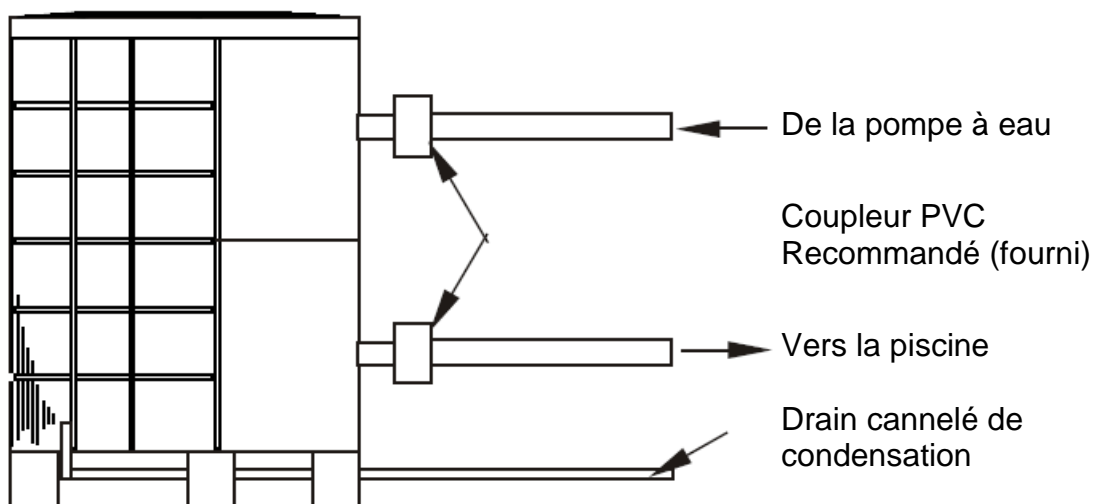 De la pompe à eau
Coupleur PVC
Recommandé (fourni)
Vers la piscine
Drain cannelé de
condensation